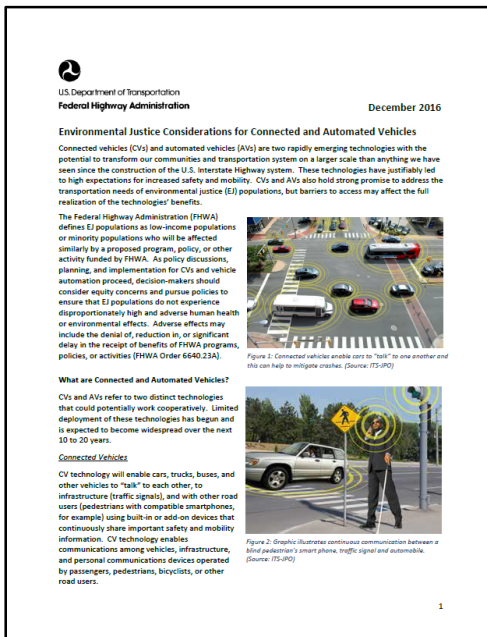 U.S. Department of Transportation
Federal Highway Administration
December 2016
Environmental Justice Considerations for Connected and Automated Vehicles
Connected vehicles (CVs) and automated vehicles (AVs) are two rapidly emerging technologies with the
potential to transform our communities and transportation system on a larger scale than anything we have
seen since the construction of the U.S. Interstate Highway system.  These technologies have justifiably led
to high expectations for increased safety and mobility.  CVs and AVs also hold strong promise to address the
transportation needs of environmental justice (EJ) populations, but barriers to access may affect the full
realization of the technologies' benefits.
The Federal Highway Administration (FHWA)
defines EJ populations as low-income populations
or minority populations who will be affected
similarly by a proposed program, policy, or other
activity funded by FHWA.  As policy discussions,
planning, and implementation for CVs and vehicle
automation proceed, decision-makers should
consider equity concerns and pursue policies to
ensure that EJ populations do not experience
disproportionately high and adverse human health
or environmental effects.  Adverse effects may
include the denial of, reduction in, or significant
delay in the receipt of benefits of FHWA programs,
policies, or activities (FHWA Order 6640.23A).
Figure 1: Connected vehicles enable cars to "talk" to one another and
this can help to mitigate crashes. (Source: ITS-JPO)
What are Connected and Automated Vehicles?
CVs and AVs refer to two distinct technologies
that could potentially work cooperatively.  Limited
deployment of these technologies has begun and
is expected to become widespread over the next
10 to 20 years.
Connected Vehicles
CV technology will enable cars, trucks, buses, and
other vehicles to "talk" to each other, to
infrastructure (traffic signals), and with other road
users (pedestrians with compatible smartphones,
for example) using built-in or add-on devices that
continuously share important safety and mobility
information.  CV technology enables
communications among vehicles, infrastructure,
and personal communications devices operated
by passengers, pedestrians, bicyclists, or other
road users.
Figure 2: Graphic illustrates continuous communication between a
blind pedestrian's smart phone, traffic signal and automobile.
(Source: ITS-JPO)
1